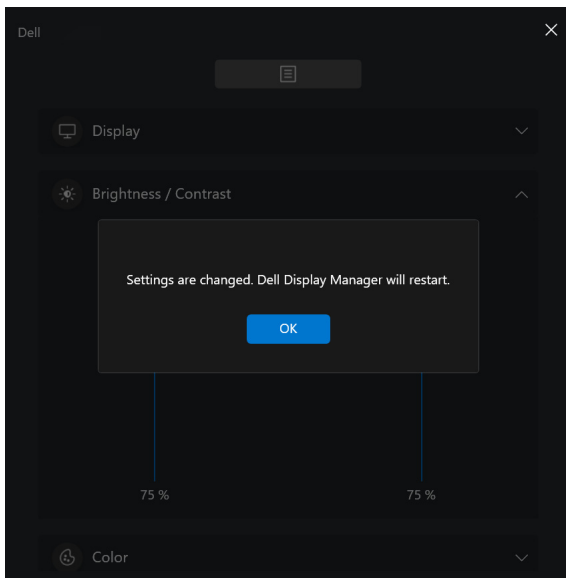 Dell
Display
Brightness / Contrast
Settings are changed. Dell Display Manager will restart.
OK
75 % 75 %
Color